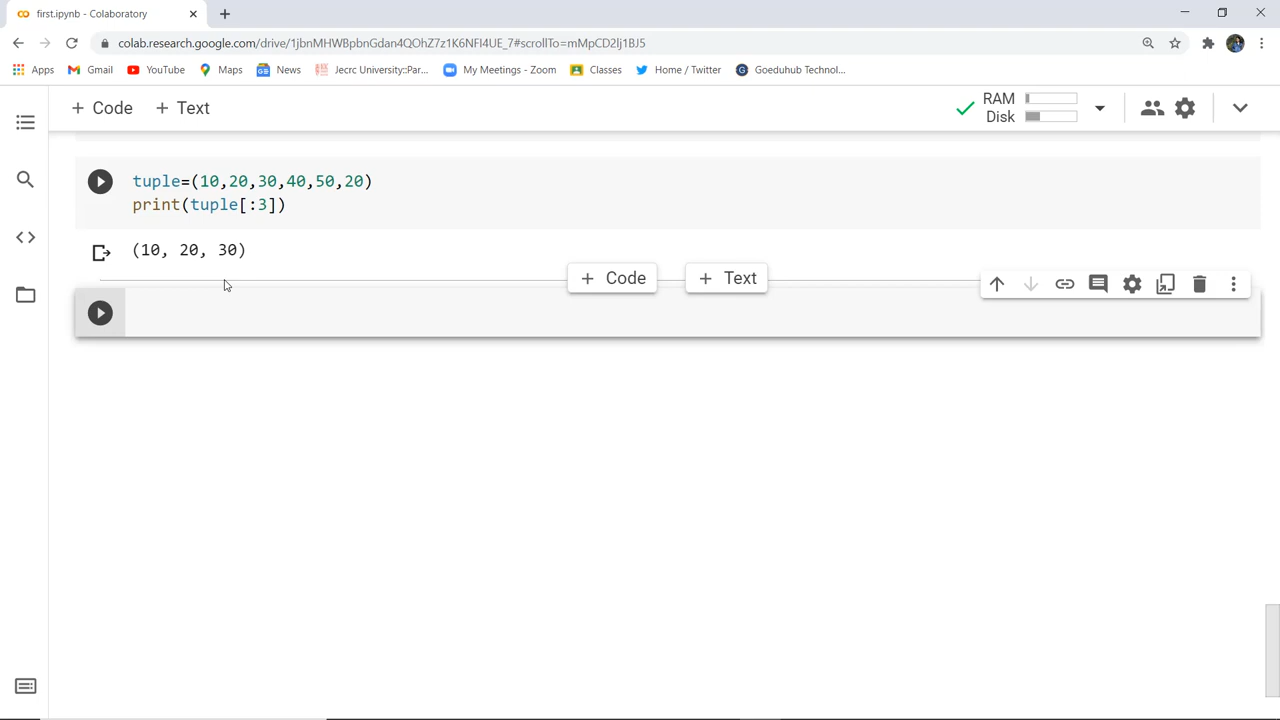 first.ipynb - Colaboratory
colab.research.google.com/drive/1jbnMHWBpbnGdan4QOhZ7z1K6NFI4UE_7#scrollTo=mMpCD2lj1BJ5
Apps Gmail YouTube Maps News Jecrc University::Par... My Meetings - Zoom Classes Home / Twitter Goeduhub Technol...
+ Code + Text RAM
Disk
tuple=(10,20,30,40,50,20)
print(tuple[:3])
(10, 20, 30)
+ Code + Text